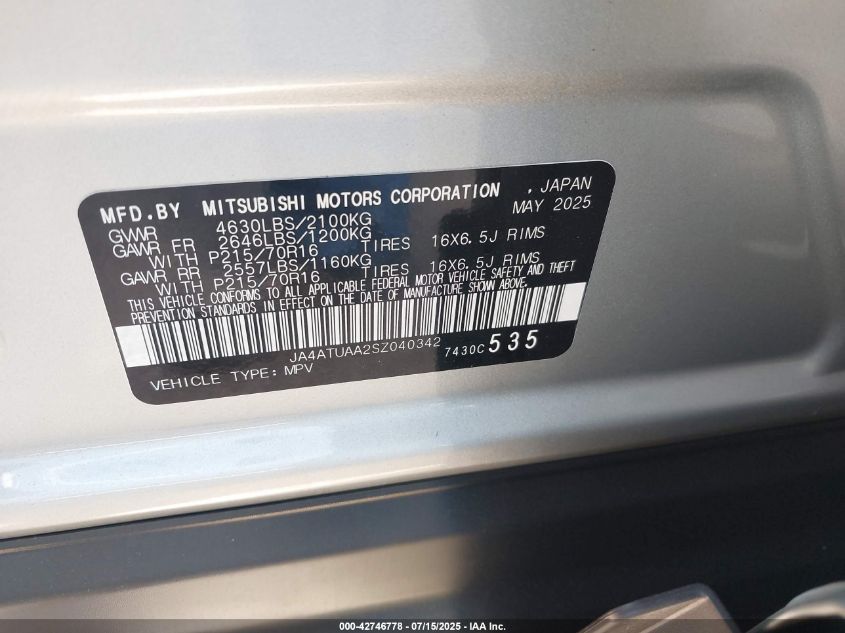 MFD.BY MITSUBISHI MOTORS CORPORATION , JAPAN
GVWR 4630LBS/2100KG MAY 2025
GAWR FR 2646LBS/1200KG
WITH P215/70R16 TIRES 16X6.5J RIMS
GAWR RR 2557LBS/1160KG
WITH P215/70R16 TIRES 16X6.5J RIMS
THIS VEHICLE CONFORMS TO ALL APPLICABLE FEDERAL MOTOR VEHICLE SAFETY AND THEFT
PREVENTION STANDARDS IN EFFECT ON THE DATE OF MANUFACTURE SHOWN ABOVE.
JA4ATUAA2SZ040342 7430C 535
VEHICLE TYPE: MPV
000-42746778 - 07/15/2025 - IAA Inc.